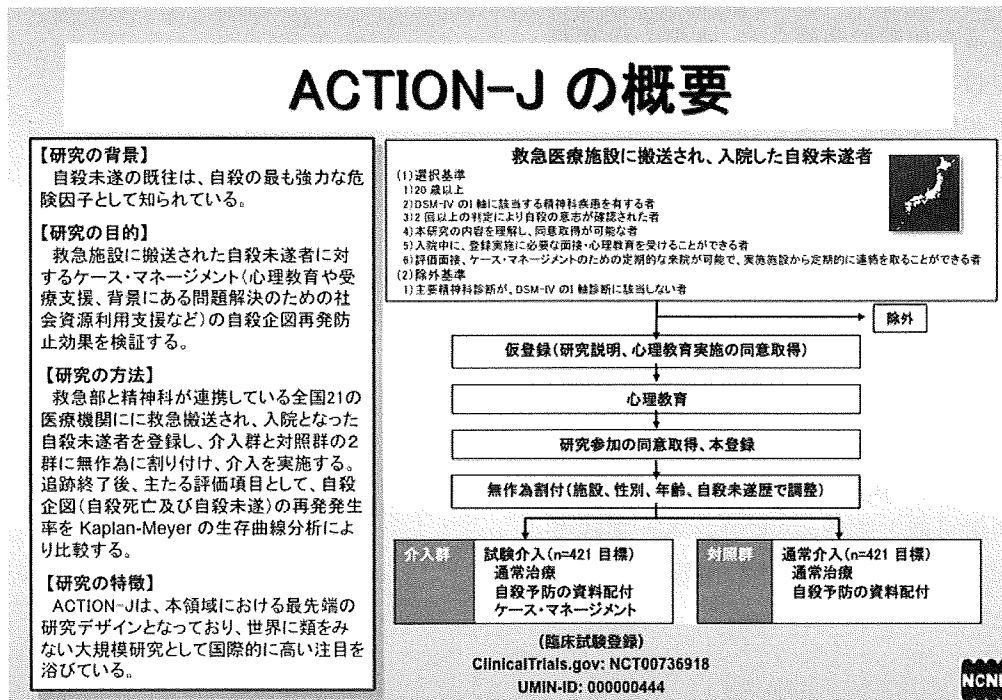 ACTION-J の概要
【研究の背景】
自殺未遂の既往は、自殺の最も強力な危
険因子として知られている。
【研究の目的】
救急施設に搬送された自殺未遂者に対
するケース・マネージメント(心理教育や受
療支援、背景にある問題解決のための社
会資源利用支援など)の自殺企図再発防
止効果を検証する。
【研究の方法】
救急部と精神科が連携している全国21の
医療機関にに救急搬送され、入院となった
自殺未遂者を登録し、介入群と対照群の2
群に無作為に割り付け、介入を実施する。
追跡終了後、主たる評価項目として、自殺
企図(自殺死亡及び自殺未遂)の再発発生
率を Kaplan-Meyer の生存曲線分析によ
り比較する。
【研究の特徴】
ACTION-Jは、本領域における最先端の
研究デザインとなっており、世界に類をみ
ない大規模研究として国際的に高い注目を
浴びている。
救急医療施設に搬送され、入院した自殺未遂者
(1)選択基準
1)20 歳以上
2)DSM-IV のI 軸に該当する精神科疾患を有する者
3)2 回以上の判定により自殺の意志が確認された者
4)本研究の内容を理解し、同意取得が可能な者
5)入院中に、登録実施に必要な面接・心理教育を受けることができる者
6)評価面接、ケース・マネージメントのための定期的な来院が可能で、実施施設から定期的に連絡を取ることができる者
(2)除外基準
1)主要精神科診断が、DSM-IV のI 軸診断に該当しない者
除外
仮登録(研究説明、心理教育実施の同意取得)
心理教育
研究参加の同意取得、本登録
無作為割付(施設、性別、年齢、自殺未遂歴で調整)
介入群
試験介入(n=421 目標)
通常治療
自殺予防の資料配付
ケース・マネージメント
対照群
通常介入(n=421 目標)
通常治療
自殺予防の資料配付
(臨床試験登録)
ClinicalTrials.gov: NCT00736918
UMIN-ID: 000000444
NCN